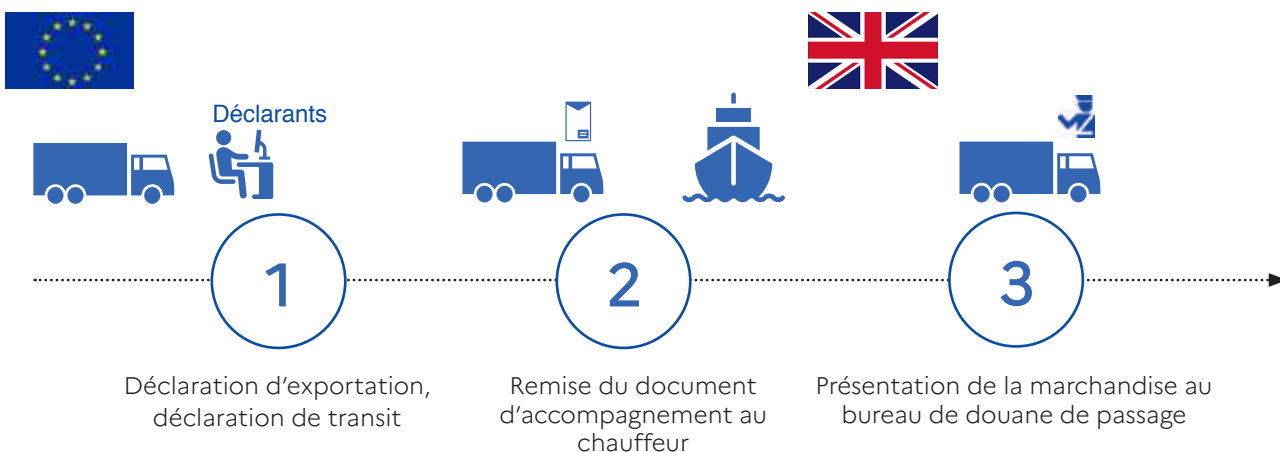 Déclarants
1
2
3
Déclaration d’exportation,
déclaration de transit
Remise du document
d’accompagnement au
chauffeur
Présentation de la marchandise au
bureau de douane de passage